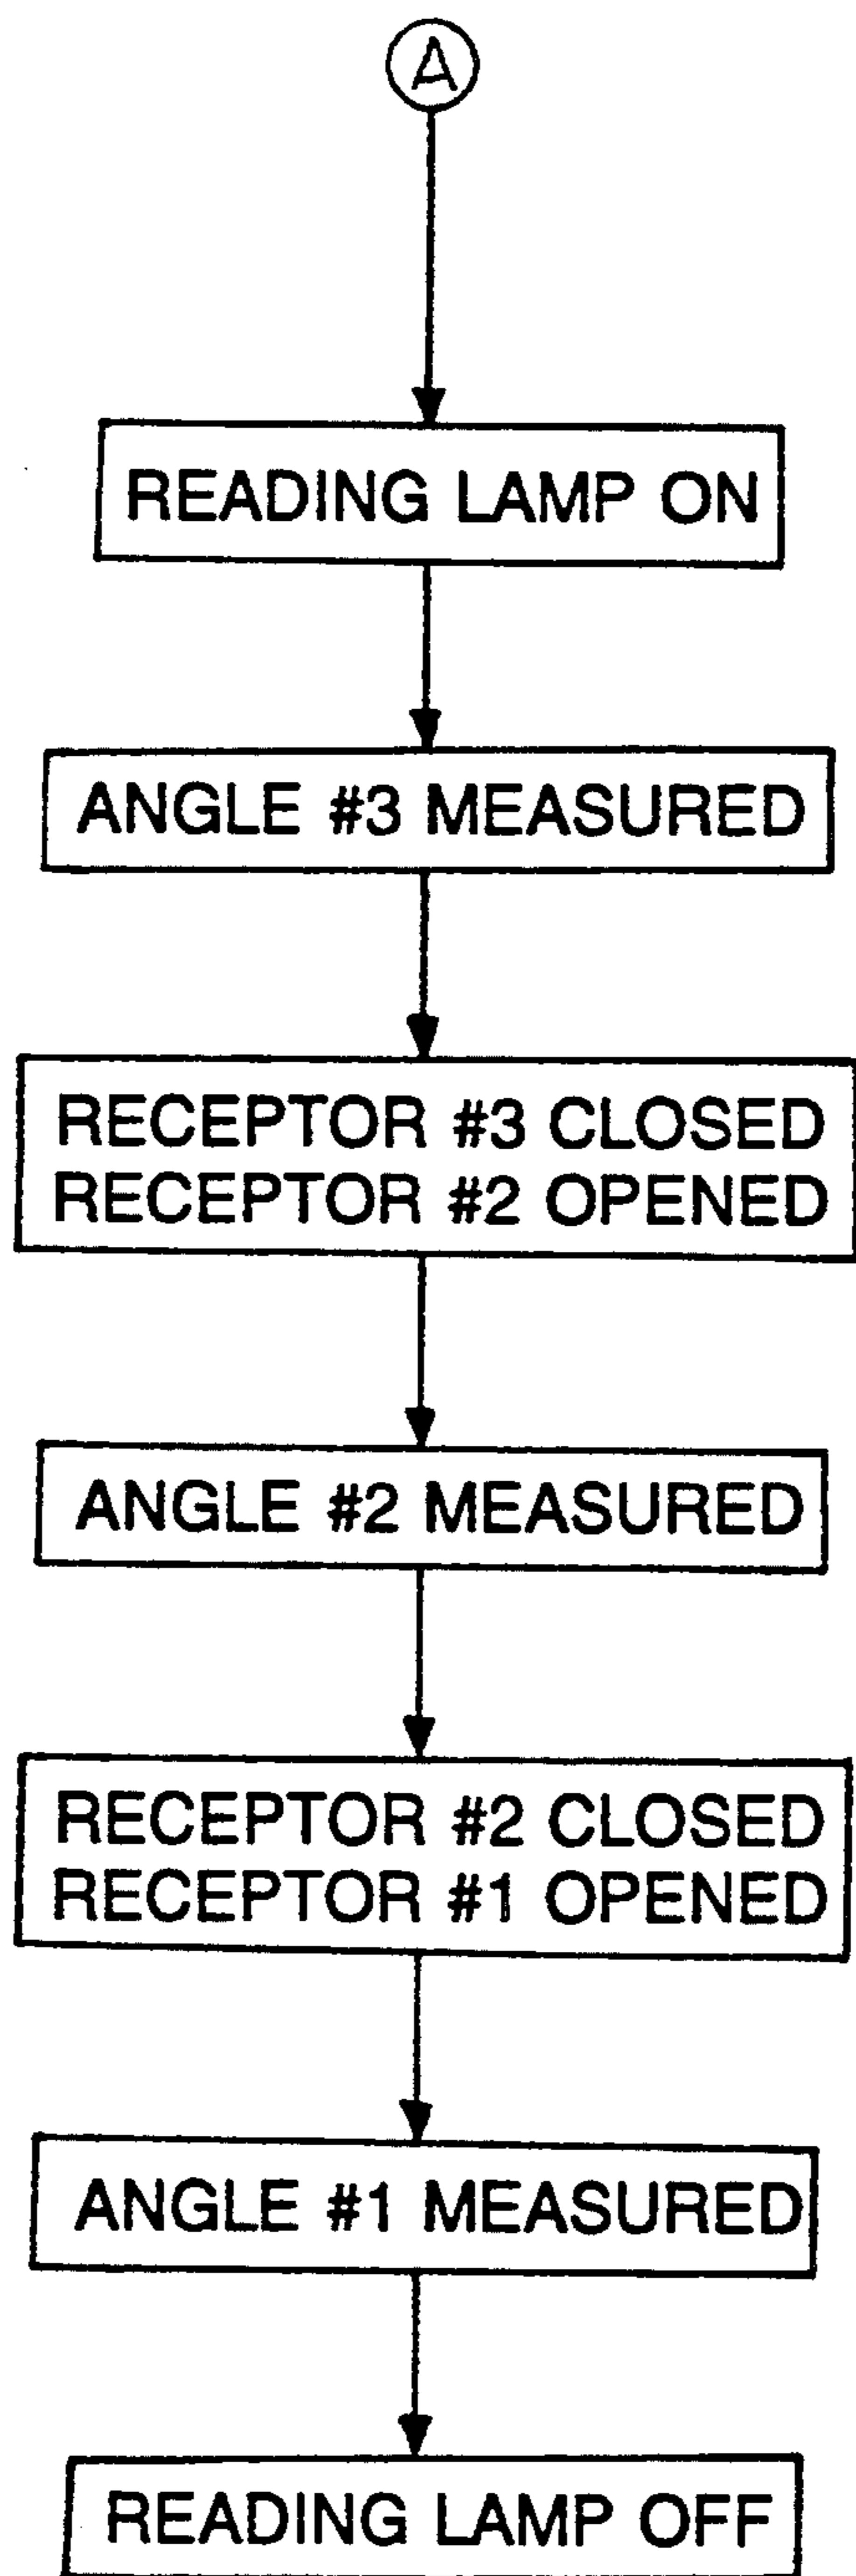 A
READING LAMP ON
ANGLE #3 MEASURED
RECEPTOR #3 CLOSED
RECEPTOR #2 OPENED
ANGLE #2 MEASURED
RECEPTOR #2 CLOSED
RECEPTOR #1 OPENED
ANGLE #1 MEASURED
READING LAMP OFF